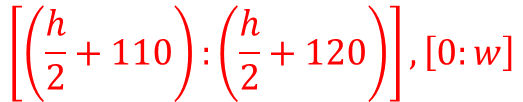 [(h/2 + 110) : (h/2 + 120)], [0: w]